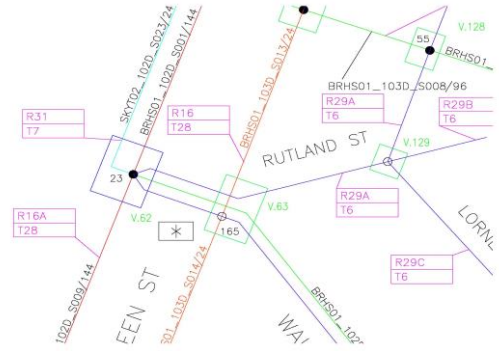 V.128
55
BRHS01_
SKYT02_102D_S023/24
BRHS01_102D_S001/144
BRHS01_103D_S013/24
BRHS01_103D_S008/96
R31
T7
R16
T28
R29A
T6
R29B
T6
RUTLAND ST
V.129
23
R29A
T6
V.62
V.63
R16A
T28
*
165
LORNE
R29C
T6
102D_S009/144
EEN ST
S01_103D_S014/24
WAL
BRHS01_102